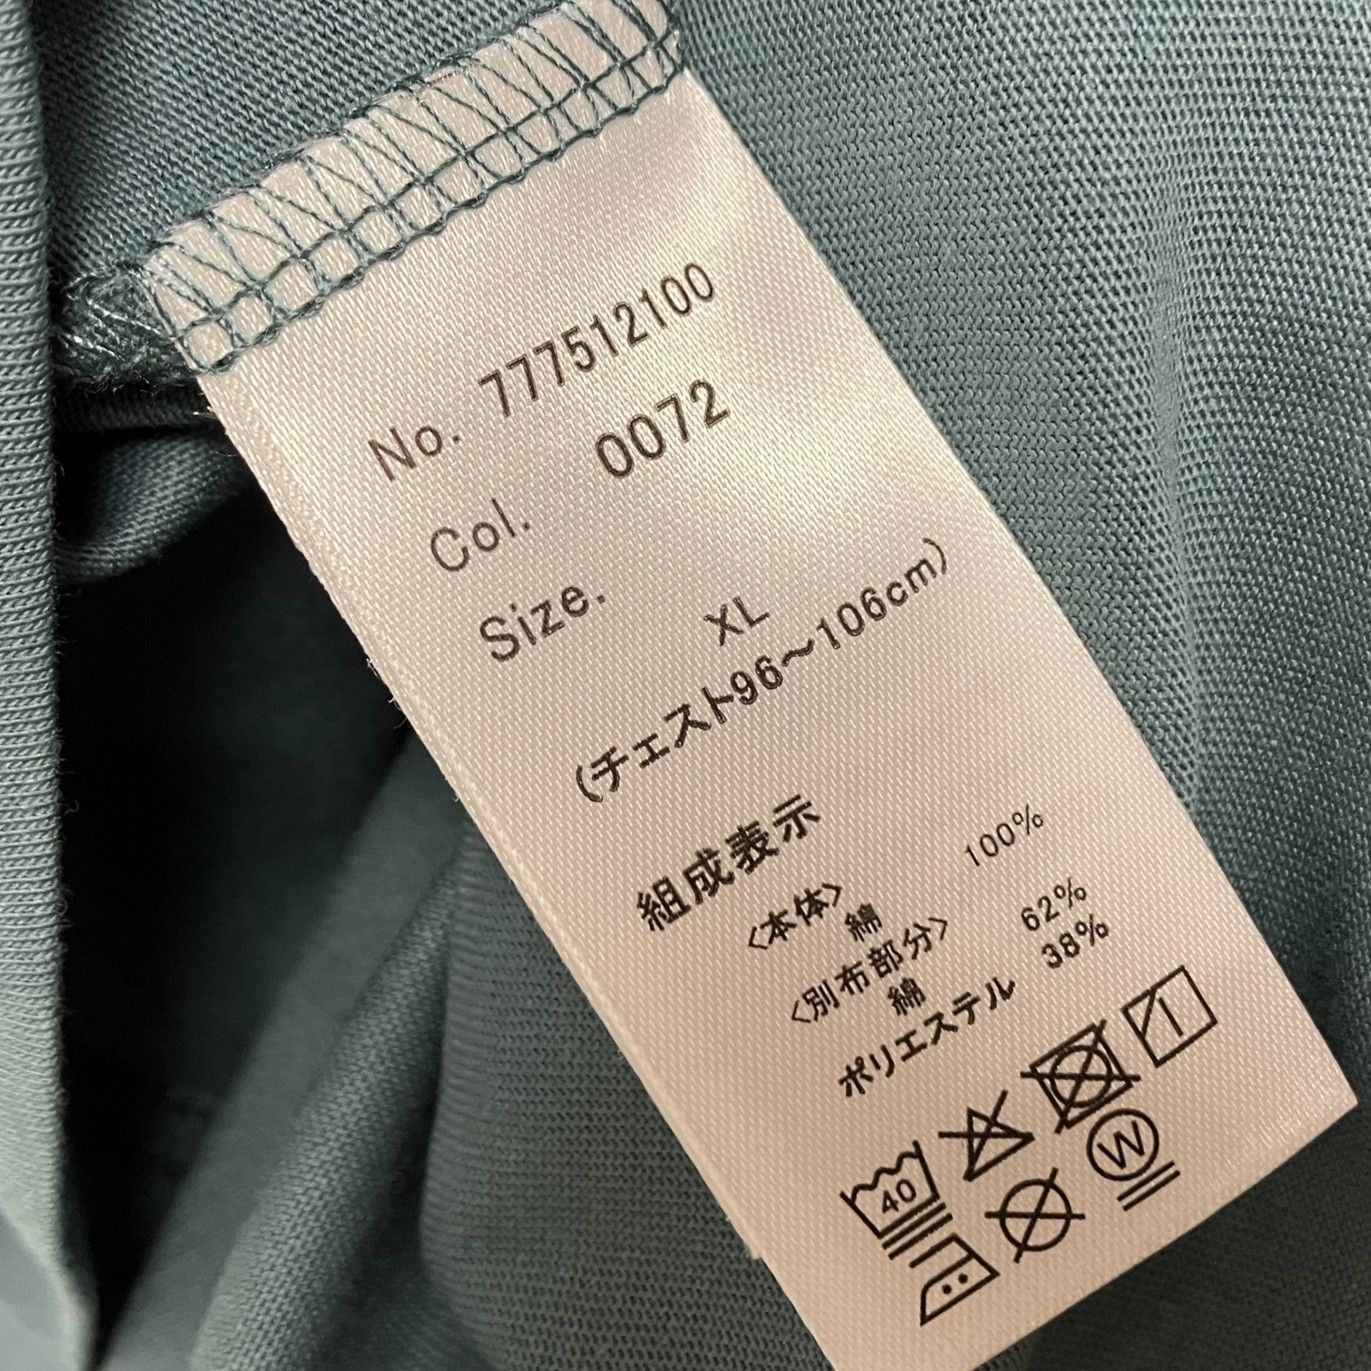 No. 777512100
Col. 0072
Size. XL
(チェスト96～106cm)
組成表示
〈本体〉
綿 100%
〈別布部分〉
綿 62%
ポリエステル 38%
40
W